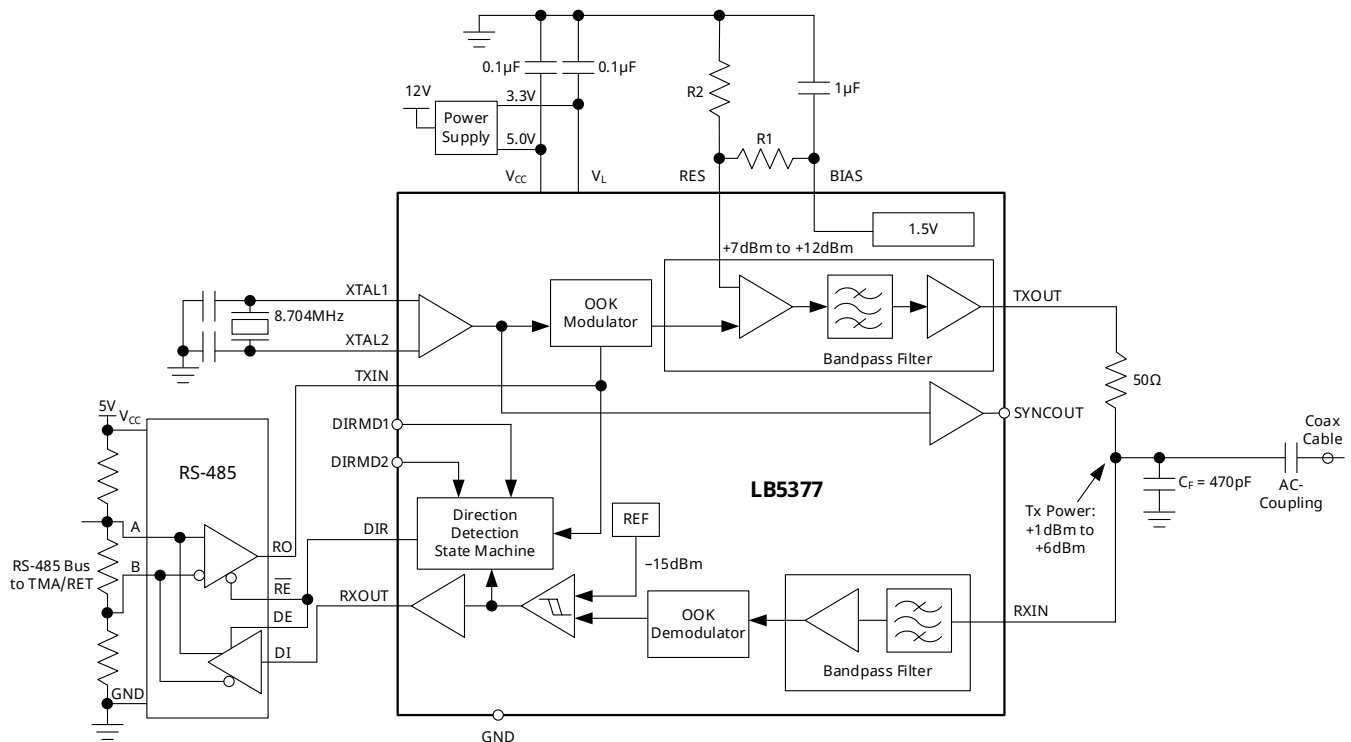 0.1µF
0.1µF
12V
Power
Supply
3.3V
5.0V
R2
1µF
R1
VCC
VL
RES
BIAS
1.5V
+7dBm to +12dBm
XTAL1
8.704MHz
XTAL2
OOK
Modulator
Bandpass Filter
TXOUT
TXIN
50Ω
SYNCOUT
5V
VCC
DIRMD1
DIRMD2
RS-485
LB5377
Coax
Cable
CF = 470pF
AC-
Coupling
Tx Power:
+1dBm to
+6dBm
Direction
Detection
State Machine
REF
DIR
–15dBm
A
RO
RS-485 Bus
to TMA/RET
B
RE
DE
RXOUT
OOK
Demodulator
RXIN
DI
Bandpass Filter
GND
GND